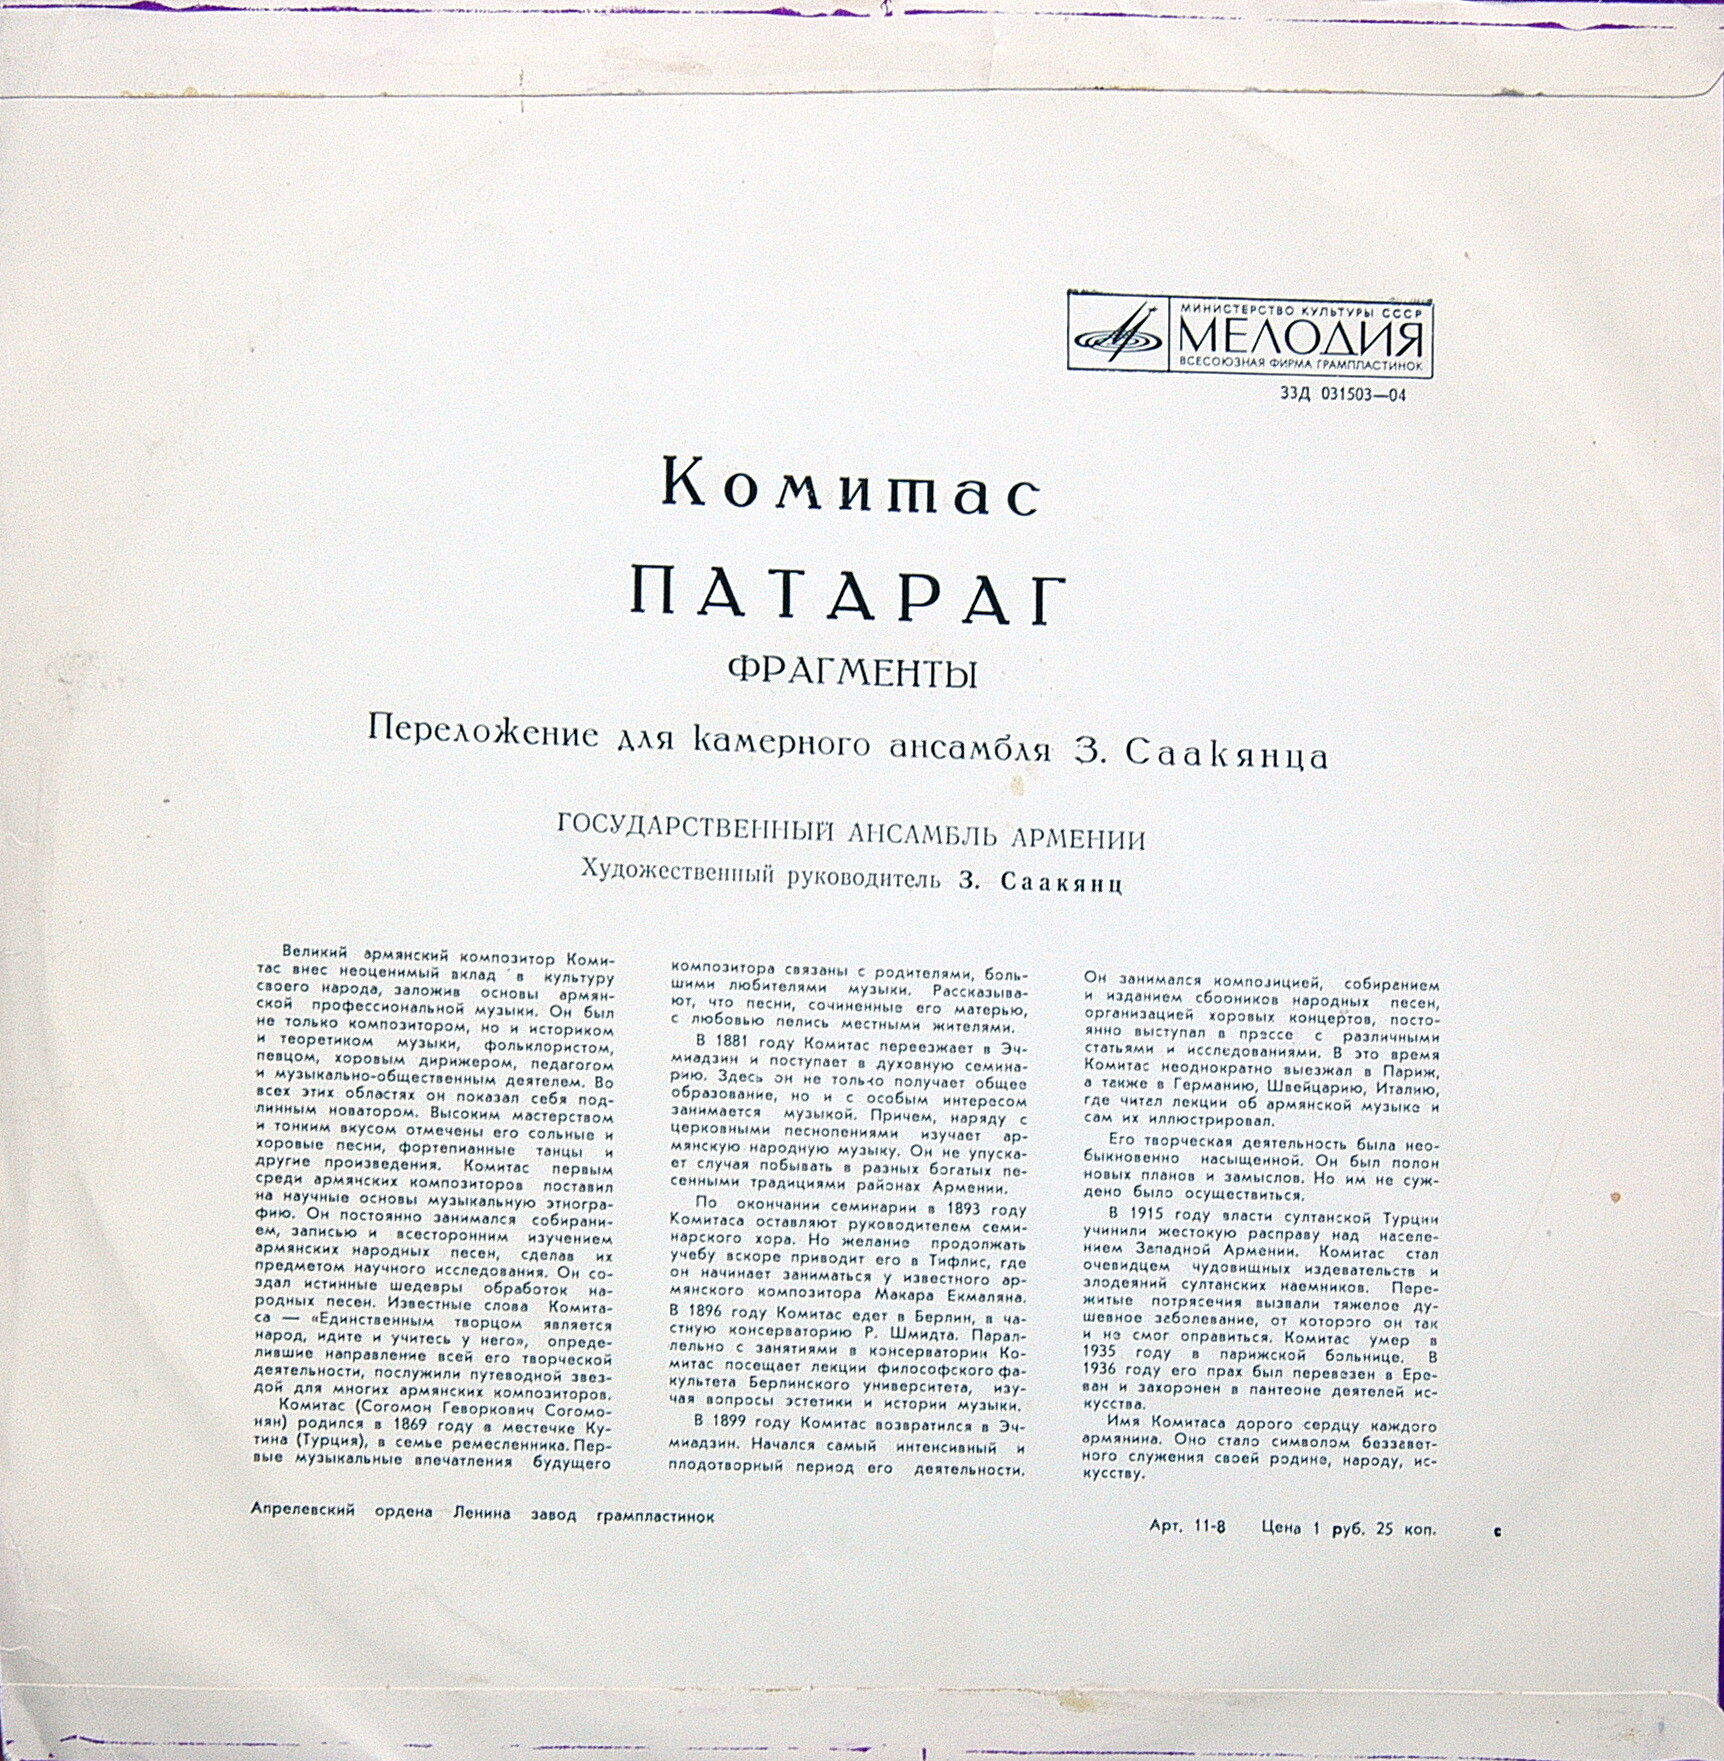 МИНИСТЕРСТВО КУЛЬТУРЫ СССР
МЕЛОДИЯ
ВСЕСОЮЗНАЯ ФИРМА ГРАМПЛАСТИНОК
33Д 031503—04
Комитас
ПАТАРАГ
ФРАГМЕНТЫ
Переложение для камерного ансамбля З. Саакянца
ГОСУДАРСТВЕННЫЙ АНСАМБЛЬ АРМЕНИИ
Художественный руководитель З. Саакянц
Великий армянский композитор Коми-
тас внес неоценимый вклад в культуру
своего народа, заложив основы армян-
ской профессиональной музыки. Он был
не только композитором, но и историком
и теоретиком музыки, фольклористом,
певцом, хоровым дирижером, педагогом
и музыкально-общественным деятелем. Во
всех этих областях он показал себя под-
линным новатором. Высоким мастерством
и тонким вкусом отмечены его сольные и
хоровые песни, фортепианные танцы и
другие произведения. Комитас первым
среди армянских композиторов поставил
на научные основы музыкальную этногра-
фию. Он постоянно занимался собирани-
ем, записью и всесторонним изучением
армянских народных песен, сделав их
предметом научного исследования. Он со-
здал истинные шедевры обработок на-
родных песен. Известные слова Комита-
са — «Единственным творцом является
народ, идите и учитесь у него», опреде-
лившие направление всей его творческой
деятельности, послужили путеводной звез-
дой для многих армянских композиторов.
Комитас (Согомон Геворкович Согомо-
нян) родился в 1869 году в местечке Ку-
тина (Турция), в семье ремесленника. Пер-
вые музыкальные впечатления будущего
композитора связаны с родителями, боль-
шими любителями музыки. Рассказыва-
ют, что песни, сочиненные его матерью,
с любовью пелись местными жителями.
В 1881 году Комитас переезжает в Эч-
миадзин и поступает в духовную семина-
рию. Здесь он не только получает общее
образование, но и с особым интересом
занимается музыкой. Причем, наряду с
церковными песнопениями изучает ар-
мянскую народную музыку. Он не упуска-
ет случая побывать в разных богатых пе-
сенными традициями районах Армении.
По окончании семинарии в 1893 году
Комитаса оставляют руководителем семи-
нарского хора. Но желание продолжать
учебу вскоре приводит его в Тифлис, где
он начинает заниматься у известного ар-
мянского композитора Макара Екмаляна.
В 1896 году Комитас едет в Берлин, в ча-
стную консерваторию Р. Шмидта. Парал-
лельно с занятиями в консерватории Ко-
митас посещает лекции философского фа-
культета Берлинского университета, изу-
чая вопросы эстетики и истории музыки.
В 1899 году Комитас возвратился в Эч-
миадзин. Начался самый интенсивный и
плодотворный период его деятельности.
Он занимался композицией, собиранием
и изданием сборников народных песен,
организацией хоровых концертов, посто-
янно выступал в прессе с различными
статьями и исследованиями. В это время
Комитас неоднократно выезжал в Париж,
а также в Германию, Швейцарию, Италию,
где читал лекции об армянской музыке и
сам их иллюстрировал.
Его творческая деятельность была нео-
быкновенно насыщенной. Он был полон
новых планов и замыслов. Но им не суж-
дено было осуществиться.
В 1915 году власти султанской Турции
учинили жестокую расправу над населе-
нием Западной Армении. Комитас стал
очевидцем чудовищных издевательств и
злодеяний султанских наемников. Пере-
житые потрясения вызвали тяжелое ду-
шевное заболевание, от которого он так
и не смог оправиться. Комитас умер в
1935 году в парижской больнице. В
1936 году его прах был перевезен в Ере-
ван и захоронен в пантеоне деятелей ис-
кусства.
Имя Комитаса дорого сердцу каждого
армянина. Оно стало символом беззавет-
ного служения своей родине, народу, ис-
кусству.
Апрелевский ордена Ленина завод грампластинок
Арт. 11-8 Цена 1 руб. 25 коп. с